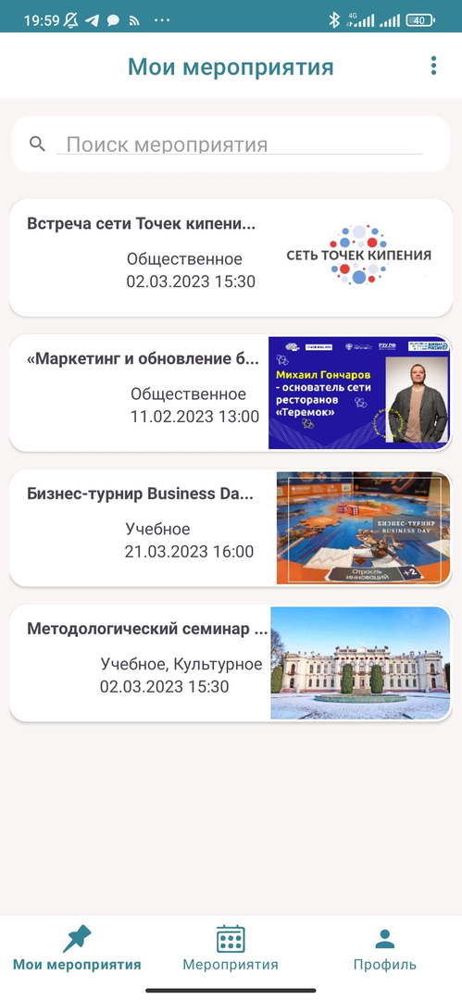 19:59
4G
40
Мои мероприятия
Поиск мероприятия
Встреча сети Точек кипени...
Общественное
02.03.2023 15:30
СЕТЬ ТОЧЕК КИПЕНИЯ
«Маркетинг и обновление б...
Общественное
11.02.2023 13:00
Михаил Гончаров
- основатель сети
ресторанов
«Теремок»
Бизнес-турнир Business Da...
Учебное
21.03.2023 16:00
БИЗНЕС-ТУРНИР
BUSINESS DAY
Отрасль
инноваций
+2
Методологический семинар ...
Учебное, Культурное
02.03.2023 15:30
Мои мероприятия
Мероприятия
Профиль